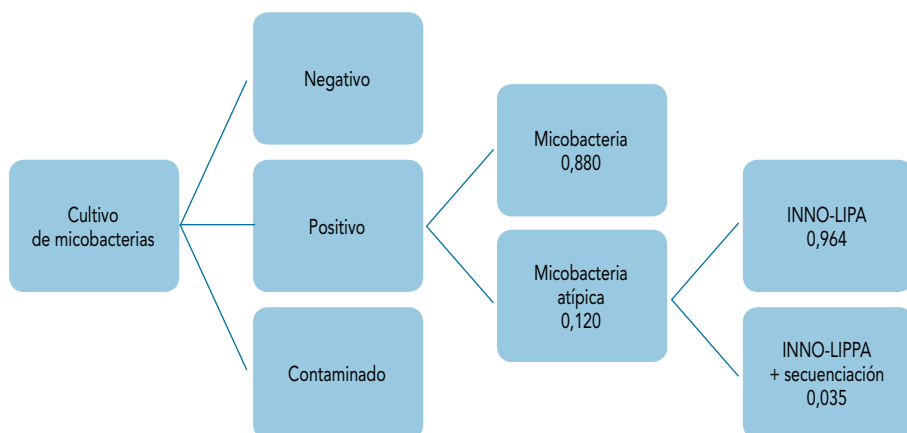 Cultivo
de micobacterias
Negativo
Positivo
Contaminado
Micobacteria
0,880
Micobacteria
atípica
0,120
INNO-LIPA
0,964
INNO-LIPPA
+ secuenciación
0,035